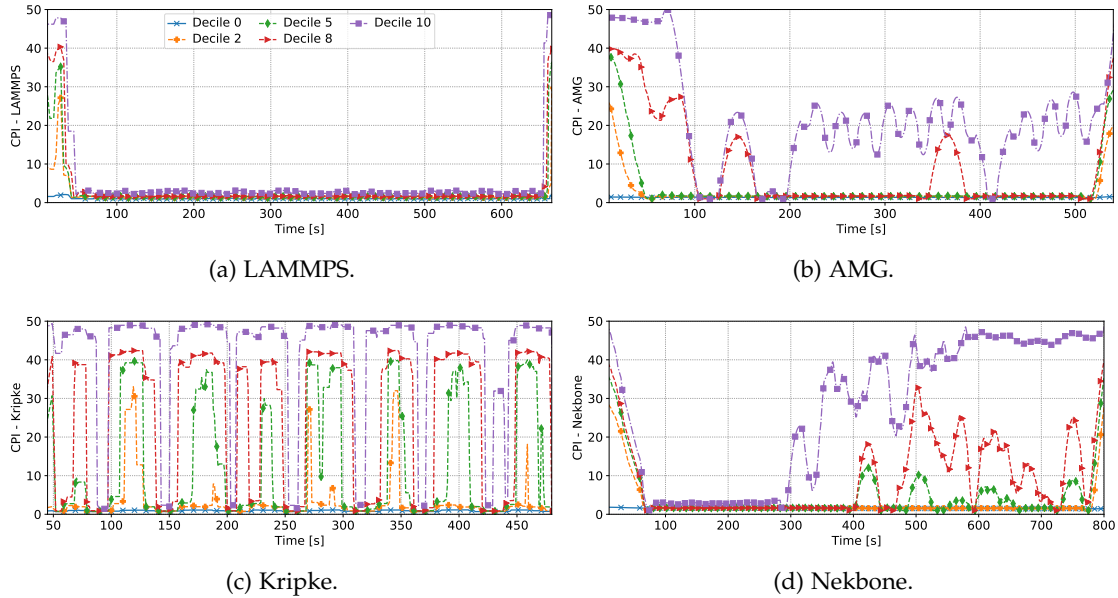 50
40
30
20
10
0
CPI - LAMMPS
Decile 0
Decile 2
Decile 5
Decile 8
Decile 10
100 200 300 400 500 600
Time [s]
(a) LAMMPS.
50
40
30
20
10
0
CPI - AMG
100 200 300 400 500
Time [s]
(b) AMG.
50
40
30
20
10
0
CPI - Kripke
50 100 150 200 250 300 350 400 450
Time [s]
(c) Kripke.
50
40
30
20
10
0
CPI - Nekbone
100 200 300 400 500 600 700 800
Time [s]
(d) Nekbone.